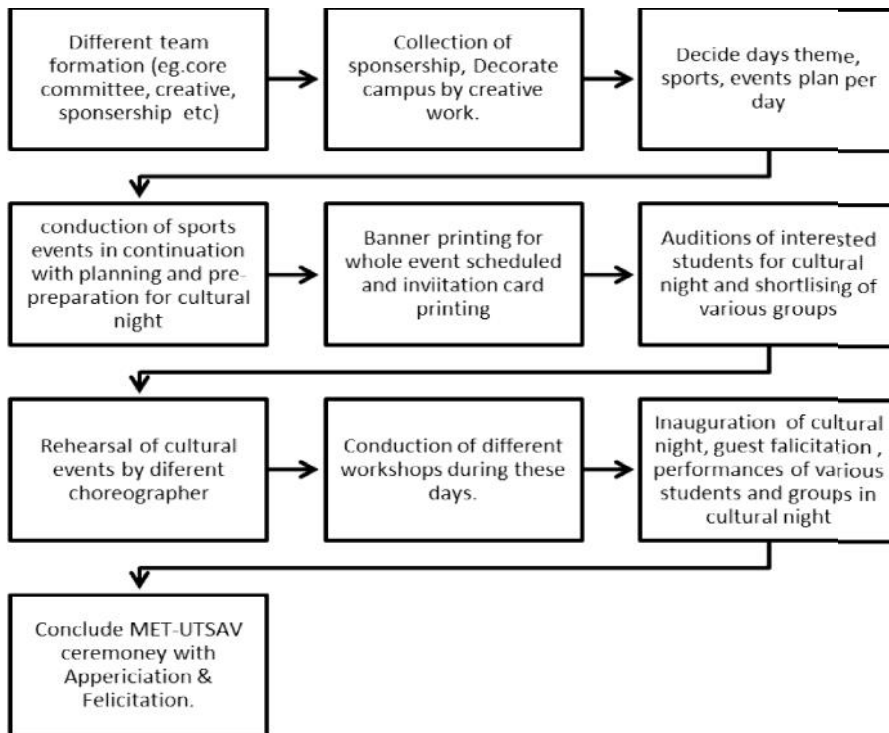 Different team
formation (eg.core
committee, creative,
sponsership etc)
Collection of
sponsership, Decorate
campus by creative
work.
Decide days theme,
sports, events plan per
day
conduction of sports
events in continuation
with planning and pre-
preparation for cultural
night
Banner printing for
whole event scheduled
and inviitation card
printing
Auditions of interested
students for cultural
night and shortlising of
various groups
Rehearsal of cultural
events by diferent
choreographer
Conduction of different
workshops during these
days.
Inauguration of cultural
night, guest falicitation ,
performances of various
students and groups in
cultural night
Conclude MET-UTSAV
ceremoney with
Appericiation &
Felicitation.